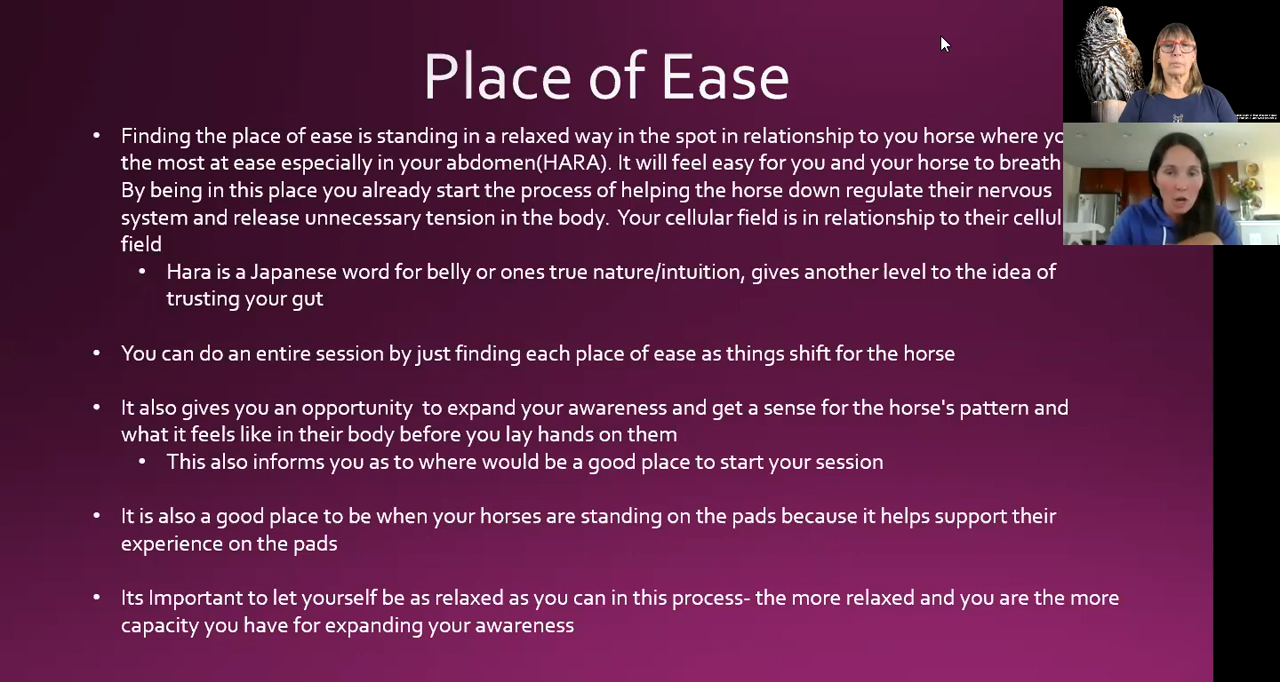 Place of Ease
• Finding the place of ease is standing in a relaxed way in the spot in relationship to you horse where
the most at ease especially in your abdomen(HARA). It will feel easy for you and your horse to breath
By being in this place you already start the process of helping the horse down regulate their nervous
system and release unnecessary tension in the body. Your cellular field is in relationship to their
field
• Hara is a Japanese word for belly or ones true nature/intuition, gives another level to the idea of
trusting your gut
• You can do an entire session by just finding each place of ease as things shift for the horse
• It also gives you an opportunity to expand your awareness and get a sense for the horse's pattern and
what it feels like in their body before you lay hands on them
• This also informs you as to where would be a good place to start your session
• It is also a good place to be when your horses are standing on the pads because it helps support their
experience on the pads
• Its Important to let yourself be as relaxed as you can in this process- the more relaxed and you are the more
capacity you have for expanding your awareness